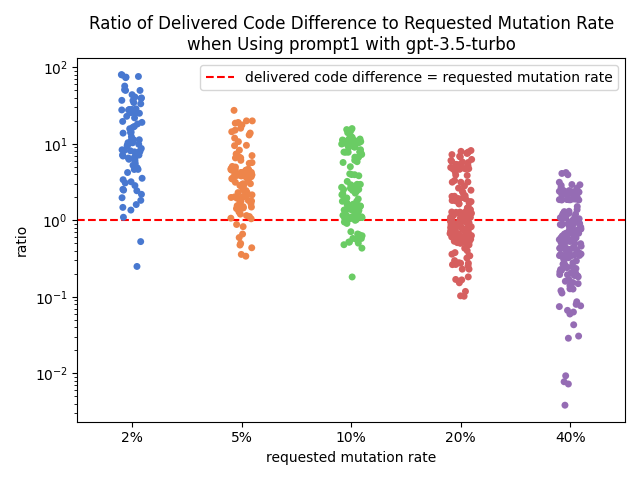 Ratio of Delivered Code Difference to Requested Mutation Rate
when Using prompt1 with gpt-3.5-turbo
delivered code difference = requested mutation rate
10²
10¹
10⁰
10⁻¹
10⁻²
ratio
2% 5% 10% 20% 40%
requested mutation rate